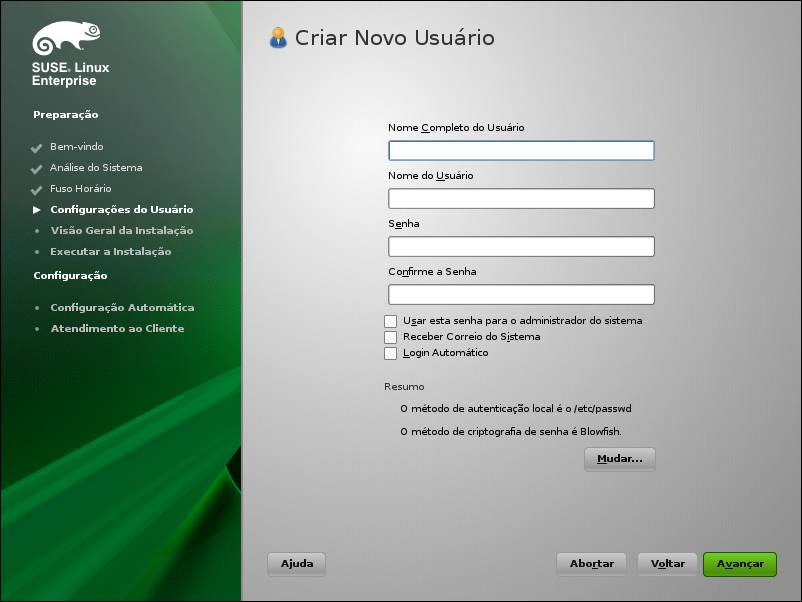 SUSE® Linux
Enterprise
Preparação
Bem-vindo
Análise do Sistema
Fuso Horário
Configurações do Usuário
Visão Geral da Instalação
Executar a Instalação
Configuração
Configuração Automática
Atendimento ao Cliente
Criar Novo Usuário
Nome Completo do Usuário
Nome do Usuário
Senha
Confirme a Senha
Usar esta senha para o administrador do sistema
Receber Correio do Sistema
Login Automático
Resumo
O método de autenticação local é o /etc/passwd
O método de criptografia de senha é Blowfish.
Mudar...
Ajuda
Abortar
Voltar
Avançar